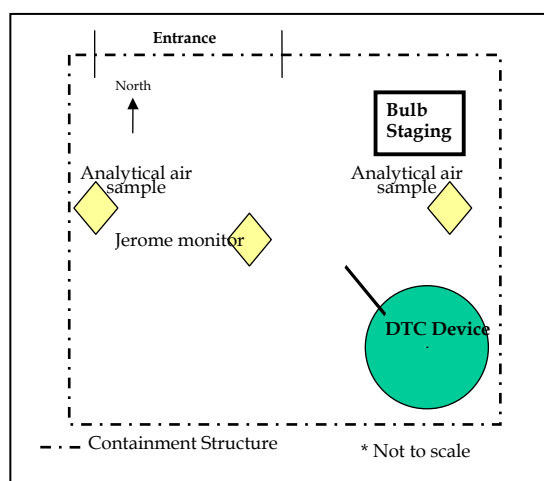 Entrance
North
Bulb
Staging
Analytical air
sample
Analytical air
sample
Jerome monitor
DTC Device
Containment Structure
* Not to scale